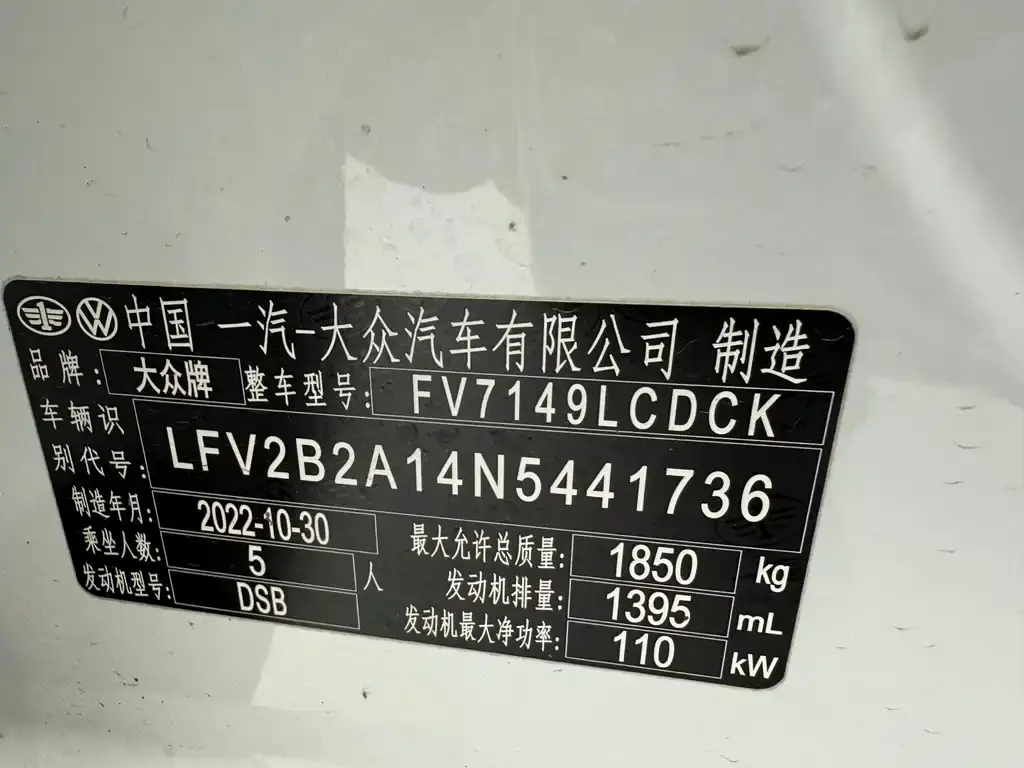 中国 一汽-大众汽车有限公司 制造
品牌: 大众牌 整车型号: FV7149LCDCK
车辆识别代号: LFV2B2A14N5441736
制造年月: 2022-10-30 最大允许总质量: 1850 kg
乘坐人数: 5 人 发动机排量: 1395 mL
发动机型号: DSB 发动机最大净功率: 110 kW